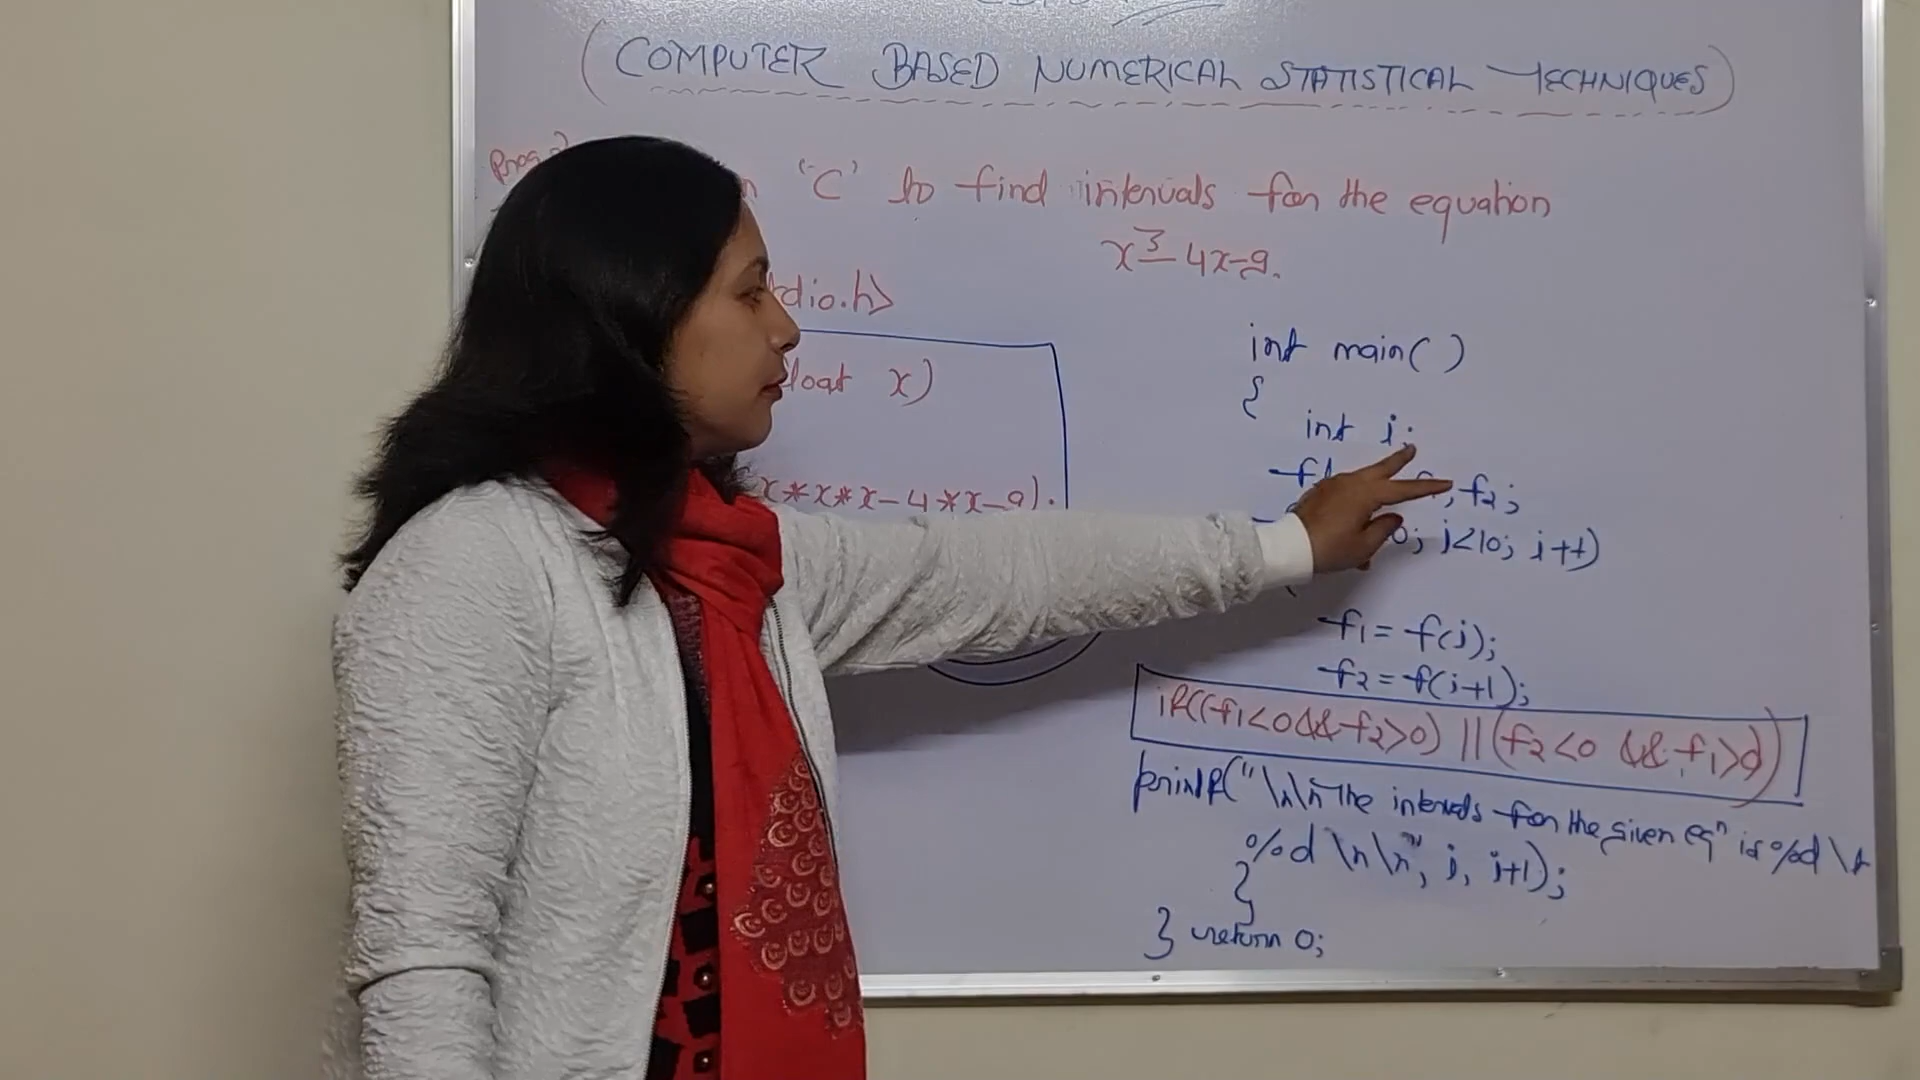 (COMPUTER BASED NUMERICAL STATISTICAL TECHNIQUES)
'C' to find intervals for the equation
x³-4x-9.
dio.h>
loat x)
x*x*x-4*x-9).
int main( )
{
int i;
,f2;
0; i<10; i++)
f1=f(i);
f2=f(i+1);
if((f1<0&&f2>0) || (f2<0 && f1>0)
printf("\n\n The intervals for the given eqⁿ is %d \t
%d \n\n", i, i+1);
}
} return 0;